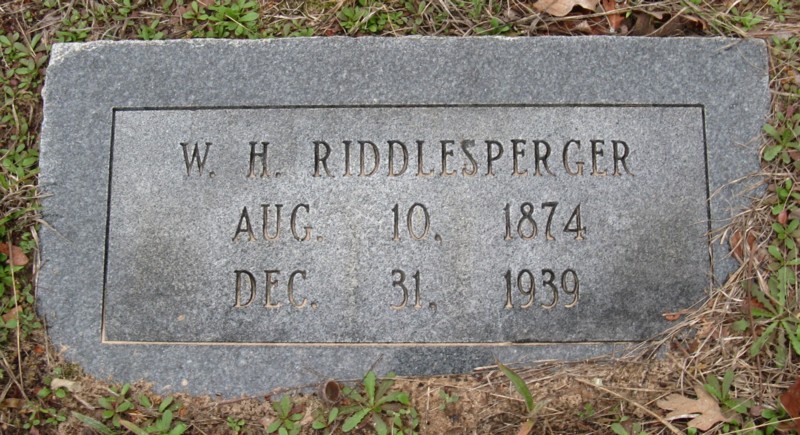 W. H. RIDDLESPERGER
AUG. 10, 1874
DEC. 31, 1939